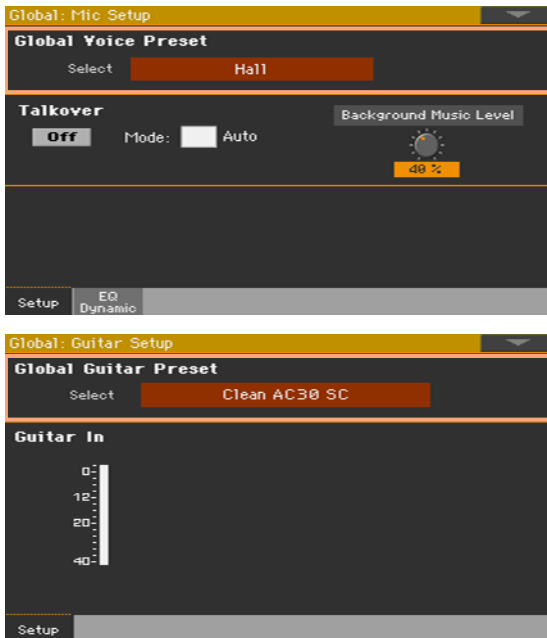 Global: Mic Setup
Global Voice Preset
Select Hall
Talkover
Background Music Level
Off Mode: Auto
40 %
Setup EQ Dynamic
Global: Guitar Setup
Global Guitar Preset
Select Clean AC30 SC
Guitar In
0
12
20
40
Setup